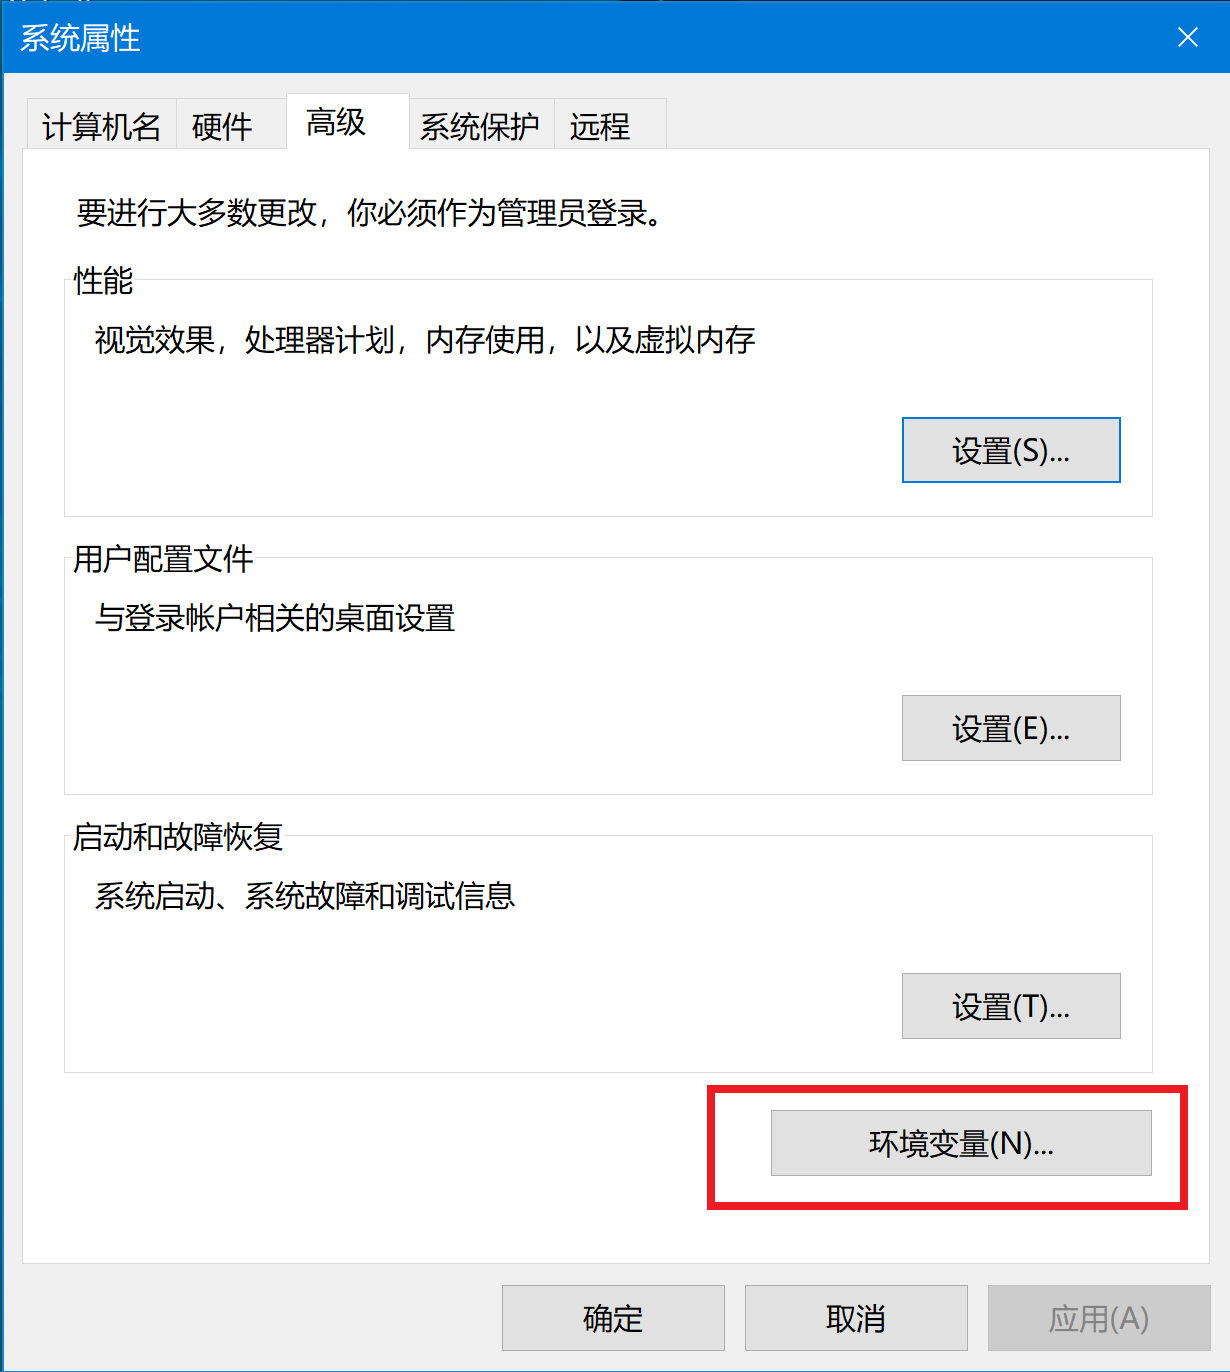 系统属性
计算机名 硬件 高级 系统保护 远程
要进行大多数更改，你必须作为管理员登录。
性能
视觉效果，处理器计划，内存使用，以及虚拟内存
设置(S)...
用户配置文件
与登录帐户相关的桌面设置
设置(E)...
启动和故障恢复
系统启动、系统故障和调试信息
设置(T)...
环境变量(N)...
确定 取消 应用(A)